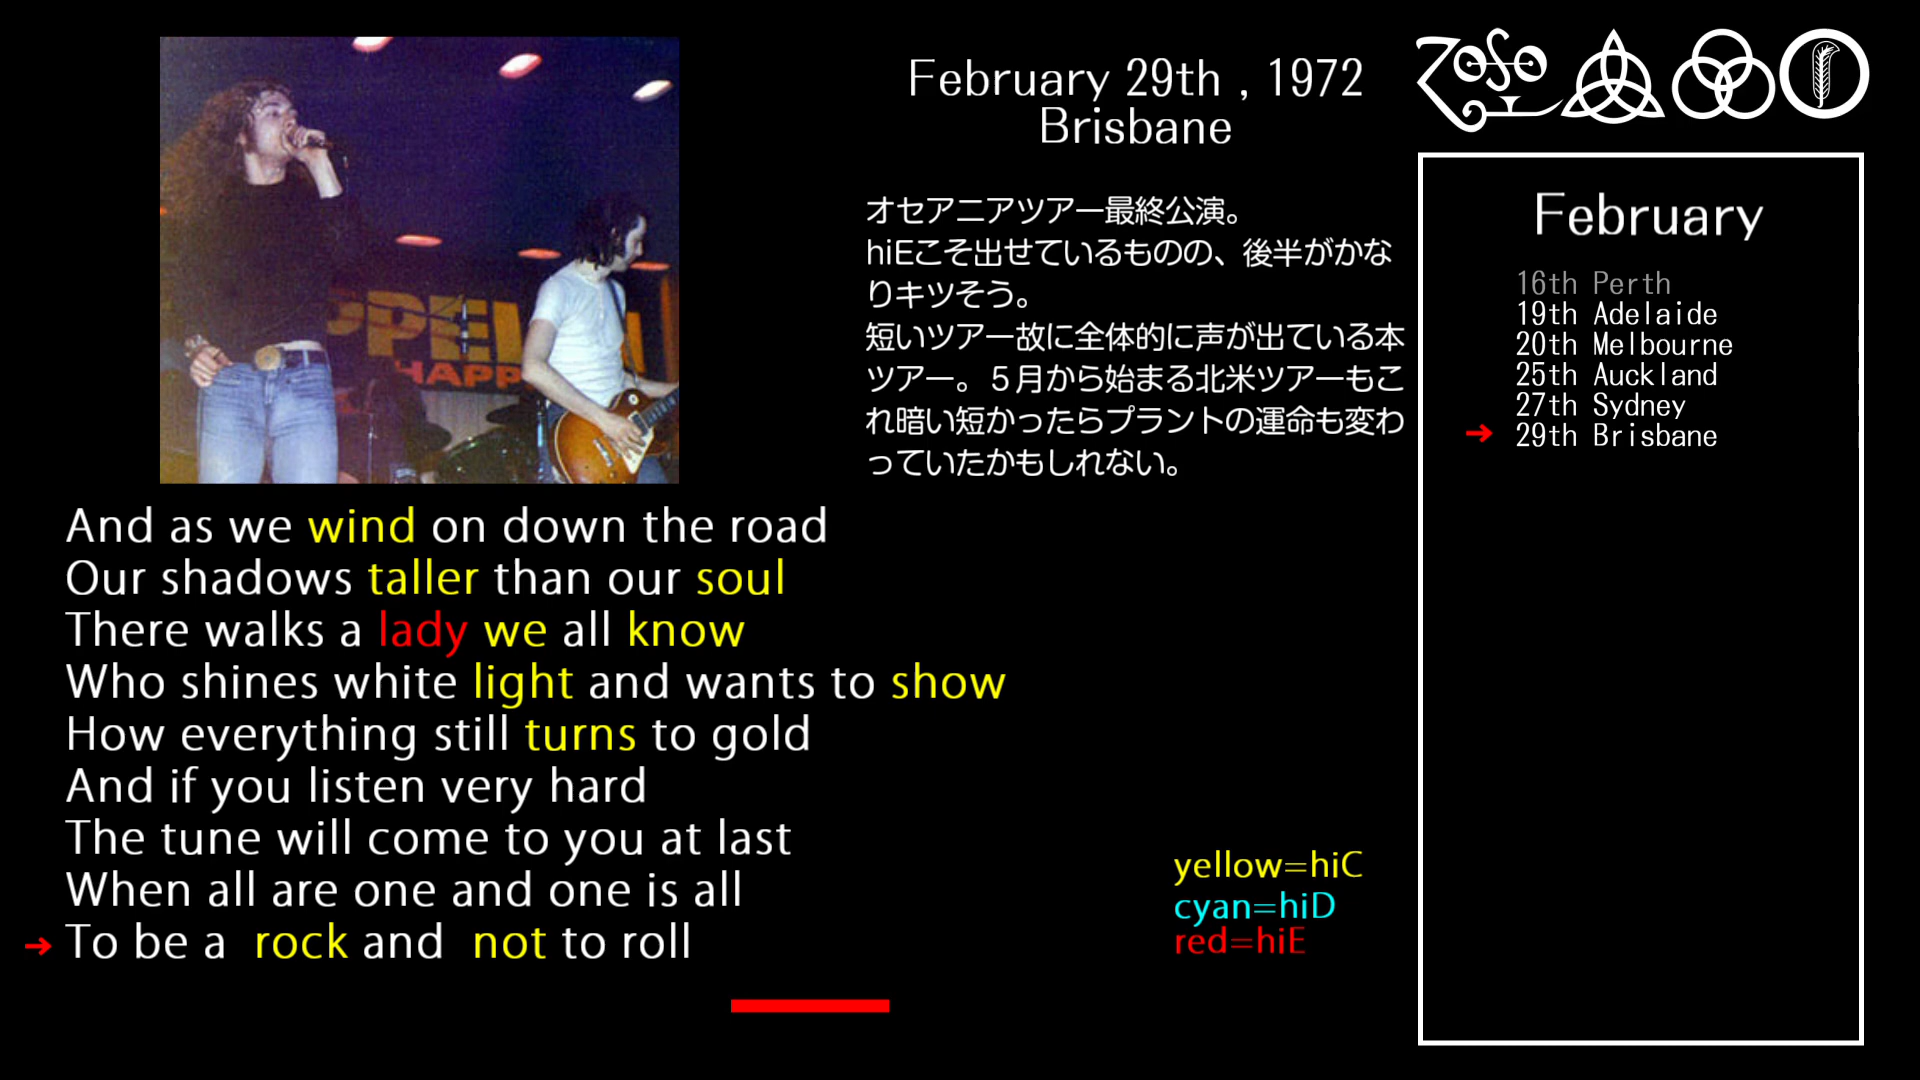 February 29th , 1972
Brisbane
オセアニアツアー最終公演。
hiEこそ出せているものの、後半がかな
りキツそう。
短いツアー故に全体的に声が出ている本
ツアー。５月から始まる北米ツアーもこ
れ暗い短かったらプラントの運命も変わ
っていたかもしれない。
ZOSO
February
16th Perth
19th Adelaide
20th Melbourne
25th Auckland
27th Sydney
→ 29th Brisbane
PPEN
HAPP
And as we wind on down the road
Our shadows taller than our soul
There walks a lady we all know
Who shines white light and wants to show
How everything still turns to gold
And if you listen very hard
The tune will come to you at last
When all are one and one is all
→ To be a rock and not to roll
yellow=hiC
cyan=hiD
red=hiE